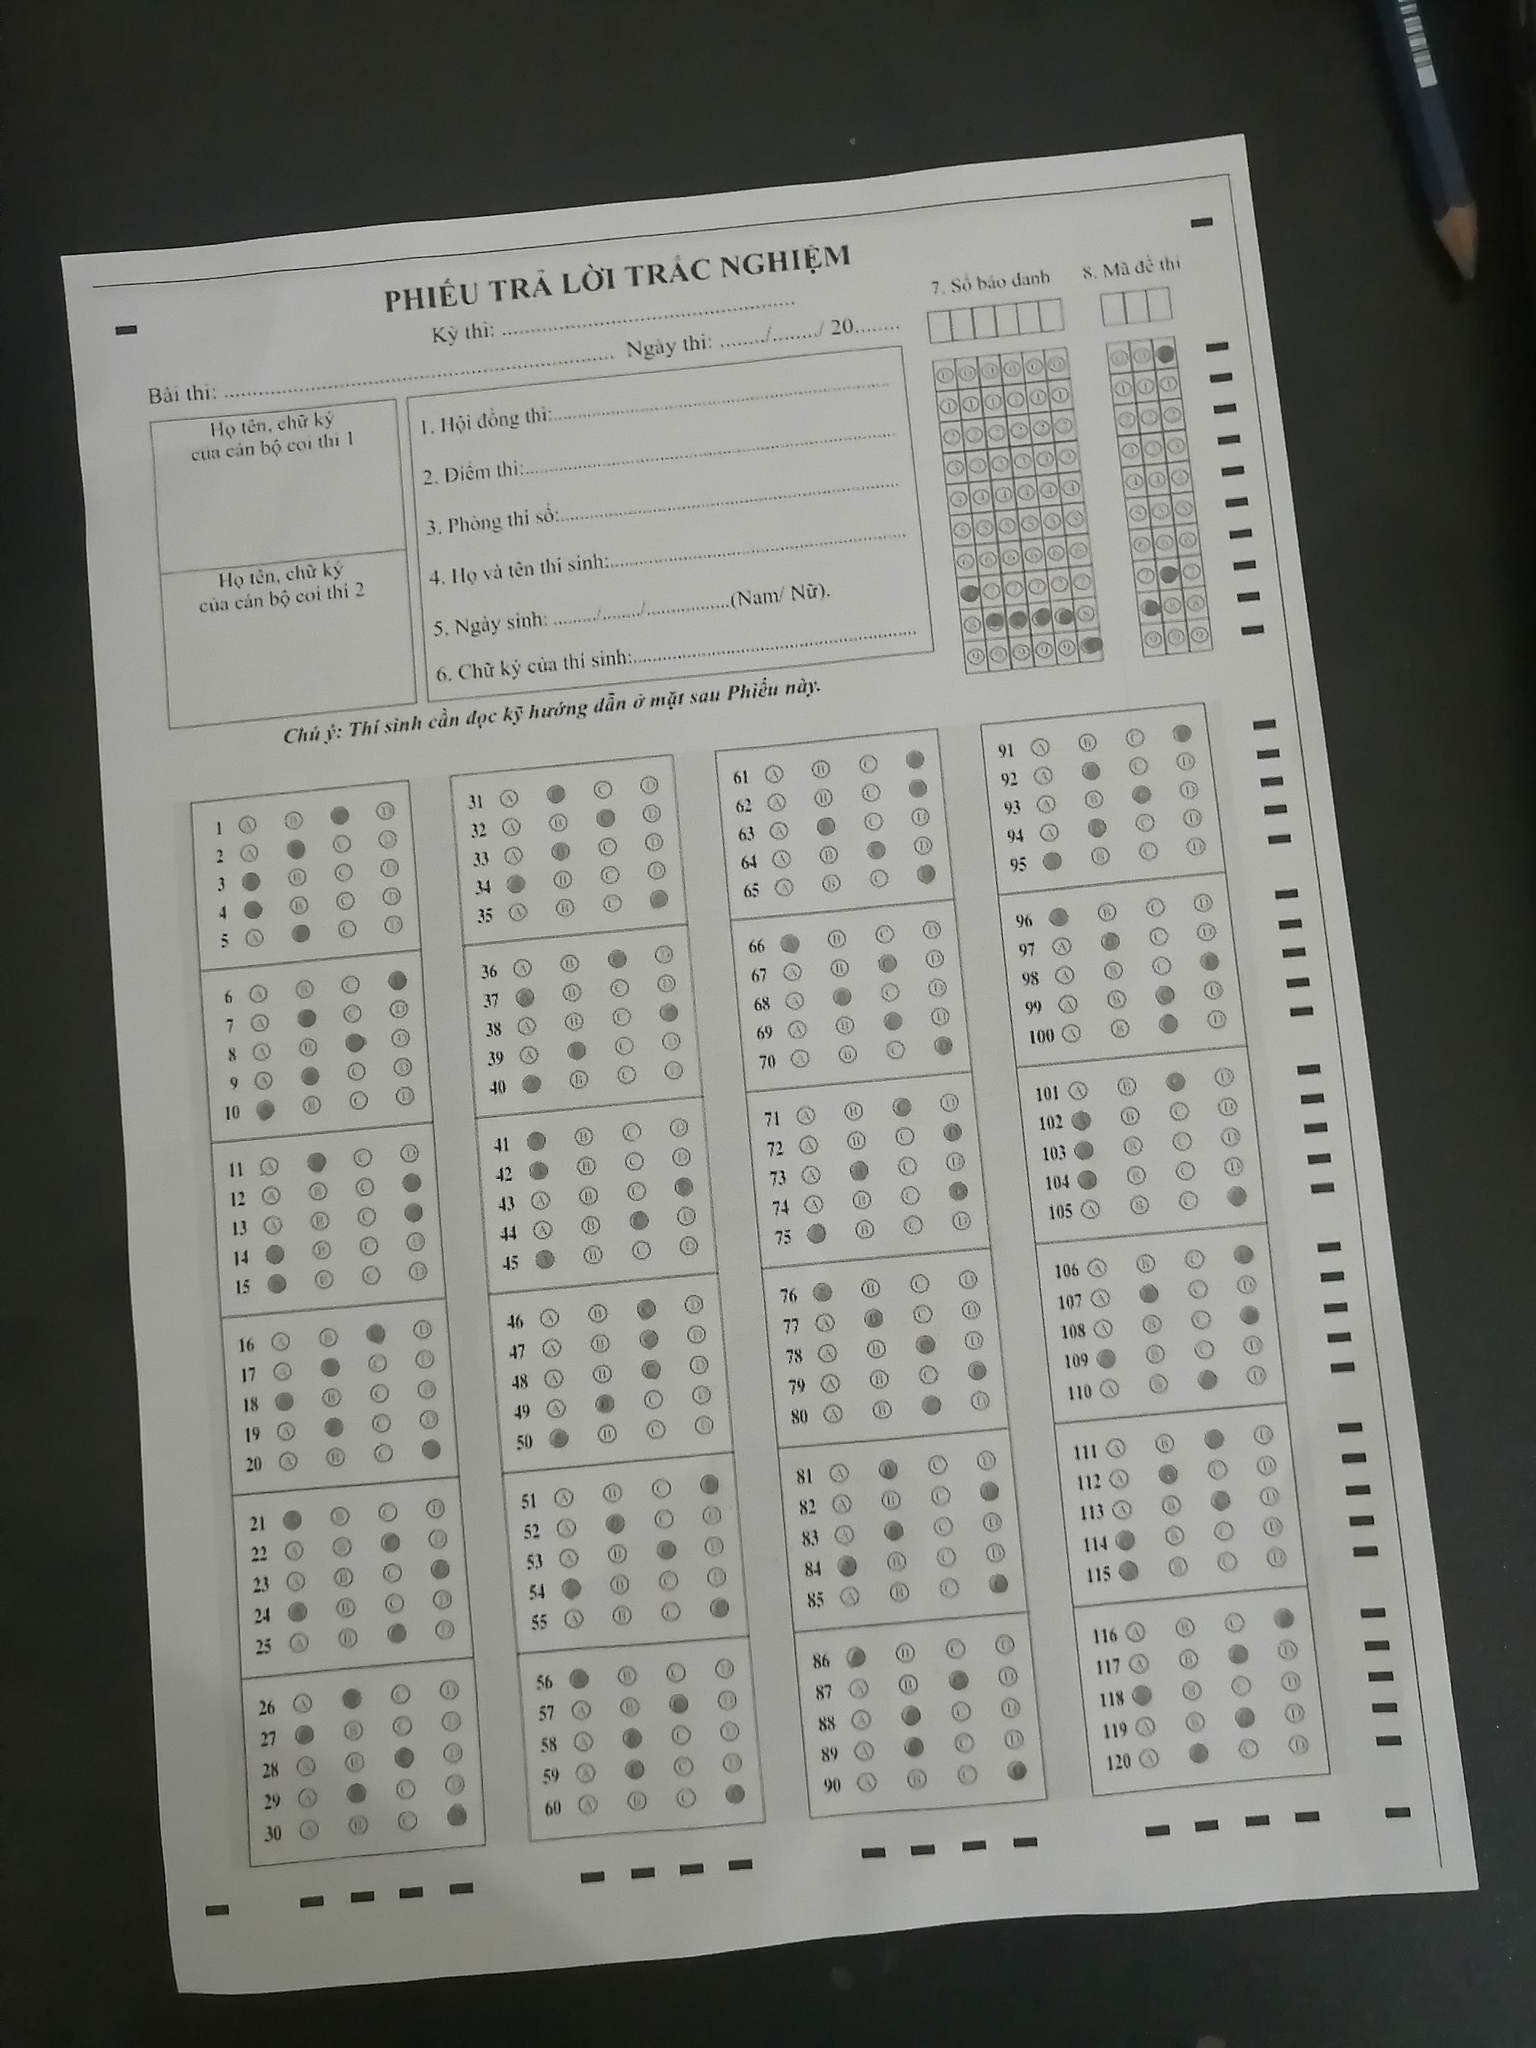 PHIẾU TRẢ LỜI TRẮC NGHIỆM
Kỳ thi: ................................................
Bài thi: ................................................................ Ngày thi: ......../......../ 20........
7. Số báo danh
8. Mã đề thi
Họ tên, chữ ký
của cán bộ coi thi 1
Họ tên, chữ ký
của cán bộ coi thi 2
1. Hội đồng thi:
2. Điểm thi:
3. Phòng thi số:
4. Họ và tên thí sinh:
5. Ngày sinh: ......../......../................(Nam/ Nữ).
6. Chữ ký của thí sinh:
Chú ý: Thí sinh cần đọc kỹ hướng dẫn ở mặt sau Phiếu này.
1 A B D
2 A C D
3 B C D
4 B C D
5 A C D
6 A B C
7 A C D
8 A B D
9 A C D
10 B C D
11 A C D
12 A B C
13 A B C
14 B C D
15 B C D
16 A B D
17 A C D
18 B C D
19 A C D
20 A B C
21 B C D
22 A B D
23 A B C
24 B C D
25 A B D
26 A C D
27 B C D
28 A B D
29 A C D
30 A B C
31 A C D
32 A B D
33 A C D
34 B C D
35 A B C
36 A B D
37 B C D
38 A B C
39 A C D
40 B C D
41 B C D
42 B C D
43 A B C
44 A B D
45 B C D
46 A B D
47 A B D
48 A B D
49 A C D
50 B C D
51 A B C
52 A C D
53 A B D
54 B C D
55 A B C
56 B C D
57 A B D
58 A C D
59 A C D
60 A B C
61 A B C
62 A B C
63 A C D
64 A B D
65 A B C
66 B C D
67 A B D
68 A C D
69 A B D
70 A B C
71 A B D
72 A B C
73 A C D
74 A B C
75 B C D
76 B C D
77 A C D
78 A B D
79 A B C
80 A B D
81 A C D
82 A B C
83 A C D
84 B C D
85 A B C
86 B C D
87 A B D
88 A C D
89 A C D
90 A B C
91 A B C
92 A C D
93 A B D
94 A C D
95 B C D
96 B C D
97 A C D
98 A B C
99 A B D
100 A B D
101 A B D
102 B C D
103 B C D
104 B C D
105 A B C
106 A B C
107 A C D
108 A B C
109 B C D
110 A B D
111 A B D
112 A C D
113 A B D
114 B C D
115 B C D
116 A B C
117 A B D
118 B C D
119 A B D
120 A C D